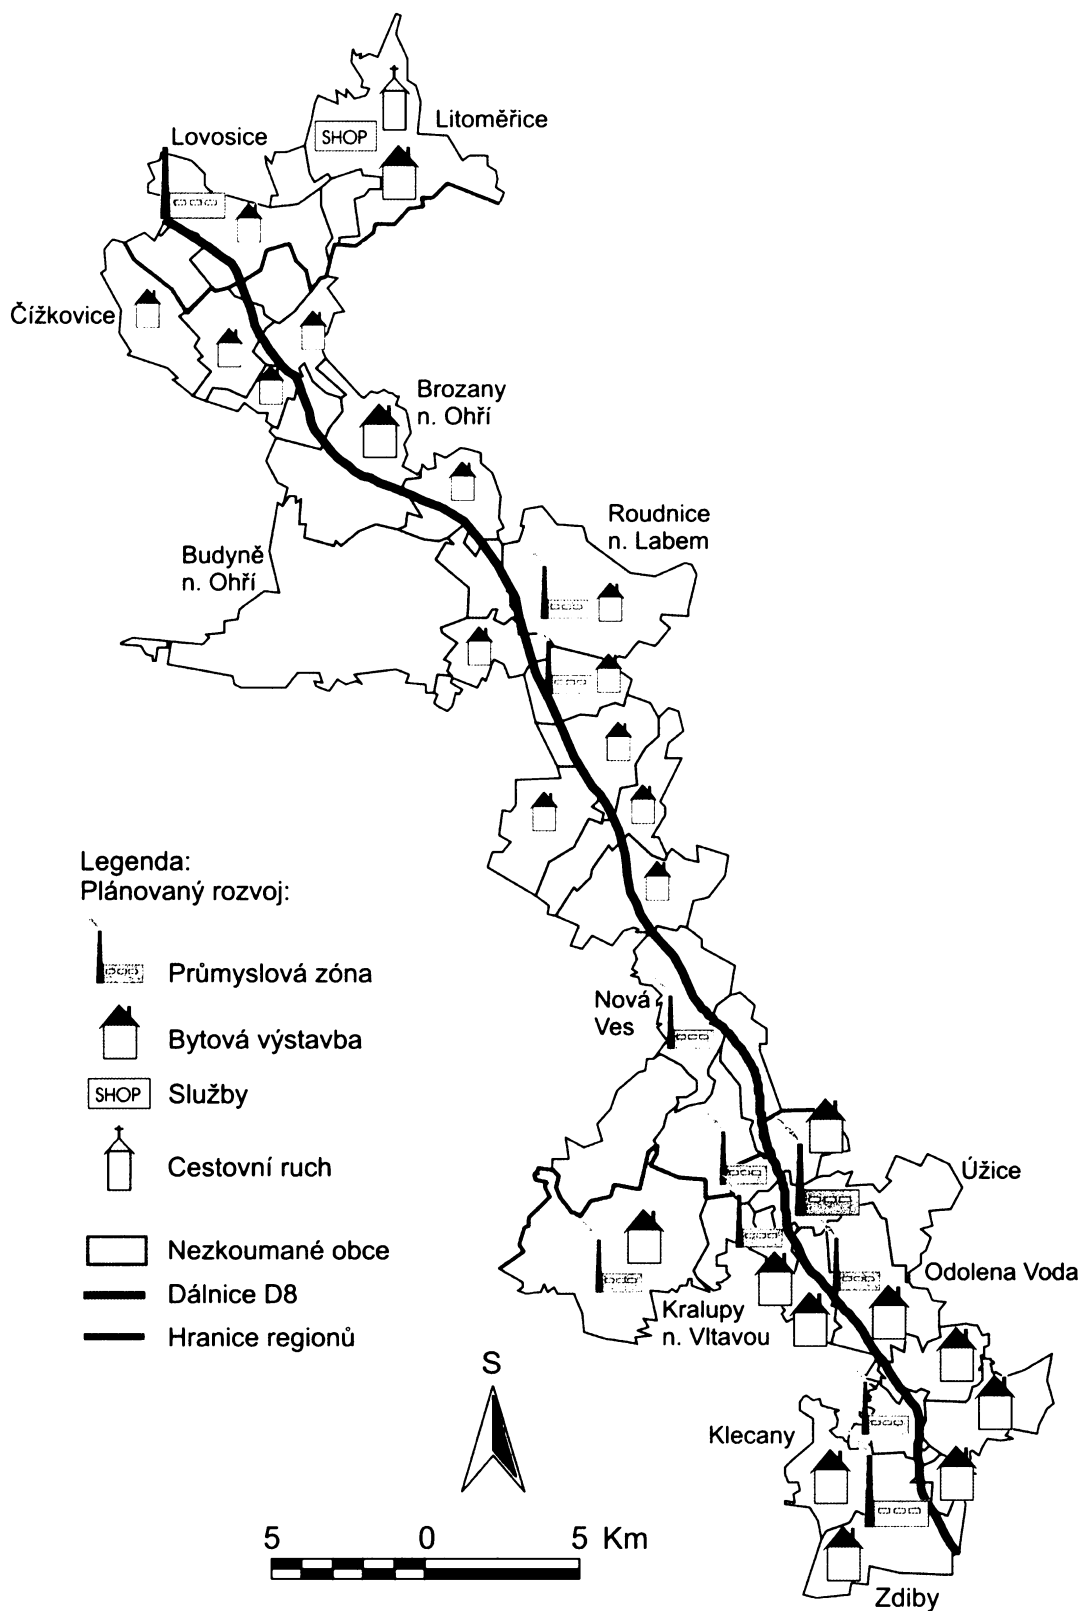 Litoměřice
SHOP
Lovosice
Čížkovice
Brozany
n. Ohří
Roudnice
n. Labem
Budyně
n. Ohří
Legenda:
Plánovaný rozvoj:
Průmyslová zóna
Bytová výstavba
SHOP Služby
Cestovní ruch
Nezkoumané obce
Dálnice D8
Hranice regionů
Nová
Ves
Úžice
Odolena Voda
Kralupy
n. Vltavou
S
Klecany
5 0 5 Km
Zdiby